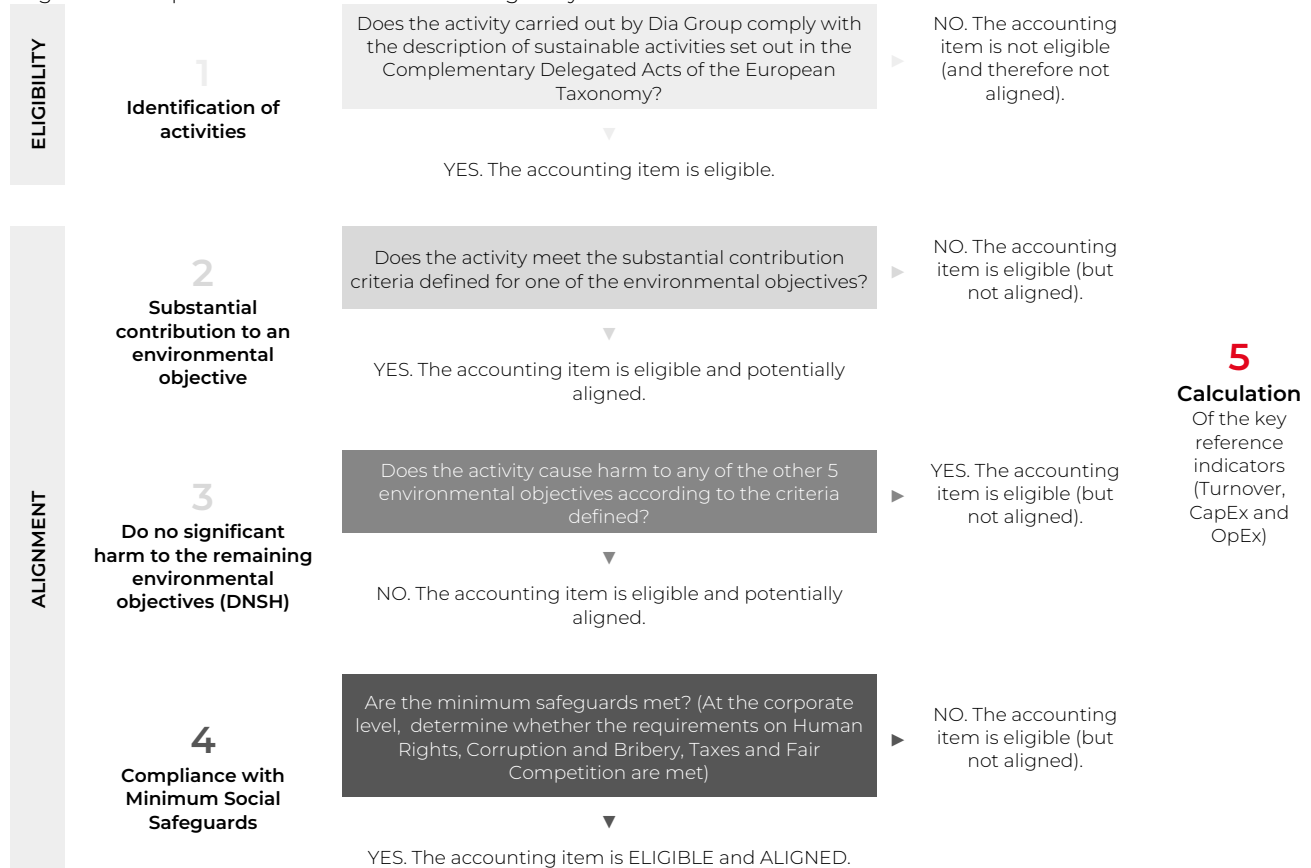 ELIGIBILITY
1
Identification of
activities
Does the activity carried out by Dia Group comply with
the description of sustainable activities set out in the
Complementary Delegated Acts of the European
Taxonomy?
NO. The accounting
item is not eligible
(and therefore not
aligned).
YES. The accounting item is eligible.
ALIGNMENT
2
Substantial
contribution to an
environmental
objective
Does the activity meet the substantial contribution
criteria defined for one of the environmental objectives?
NO. The accounting
item is eligible (but
not aligned).
YES. The accounting item is eligible and potentially
aligned.
3
Do no significant
harm to the remaining
environmental
objectives (DNSH)
Does the activity cause harm to any of the other 5
environmental objectives according to the criteria
defined?
YES. The accounting
item is eligible (but
not aligned).
NO. The accounting item is eligible and potentially
aligned.
4
Compliance with
Minimum Social
Safeguards
Are the minimum safeguards met? (At the corporate
level, determine whether the requirements on Human
Rights, Corruption and Bribery, Taxes and Fair
Competition are met)
NO. The accounting
item is eligible (but
not aligned).
YES. The accounting item is ELIGIBLE and ALIGNED.
5
Calculation
Of the key
reference
indicators
(Turnover,
CapEx and
OpEx)